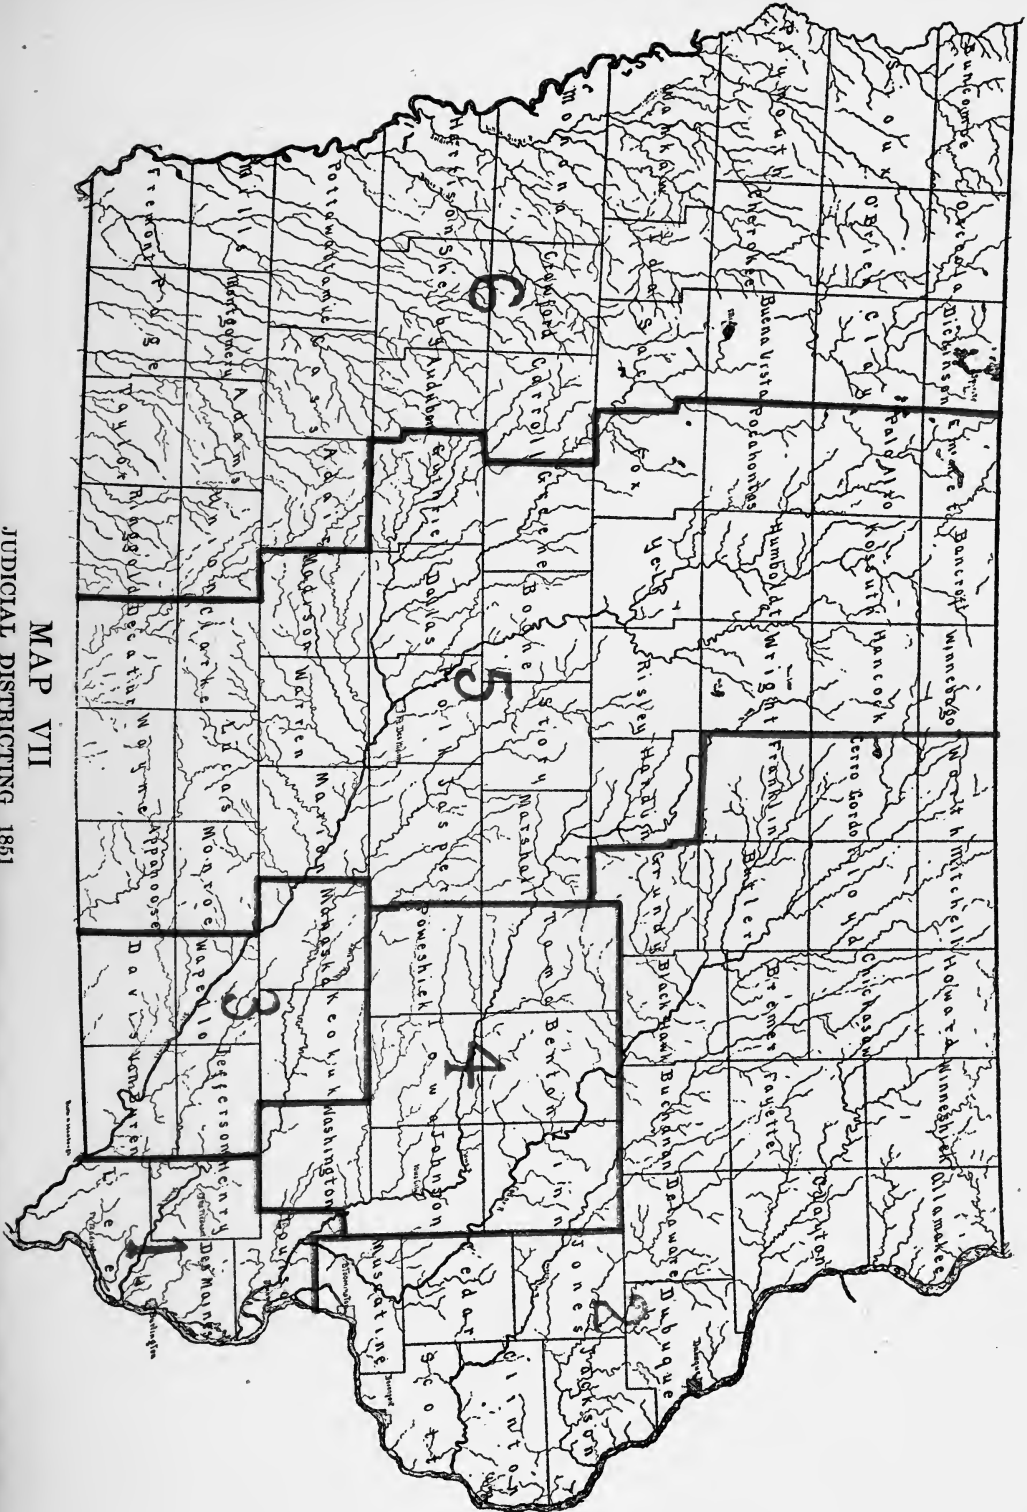 Buncombe Osceola Dickinson Emmet Bancroft Winnebago Worth Mitchell Howard Winneshiek Allamakee
Sioux O'Brien Clay Palo Alto Kossuth Hancock Cerro Gordo Floyd Chickasaw
Plymouth Cherokee Buena Vista Pocahontas Humboldt Wright Franklin Butler Bremer Fayette Clayton
Wahkaw Ida Sac Fox Yell Risley Hardin Grundy Black Hawk Buchanan Delaware Dubuque
2
Monona Crawford Carroll Greene Boone Story Marshall Tama Benton Linn Jones Jackson
6 5 4
Harrison Shelby Audubon Guthrie Dallas Polk Jasper Poweshiek Iowa Johnson Cedar Clinton
Muscatine Scott
Pottawattamie Cass Adair Madison Warren Marion Mahaska Keokuk Washington Louisa
3
Mills Montgomery Adams Union Clarke Lucas Monroe Wapello Jefferson Henry Des Moines
1
Fremont Page Taylor Ringgold Decatur Wayne Appanoose Davis Van Buren Lee
Burlington
MAP VII
JUDICIAL DISTRICTING 1851